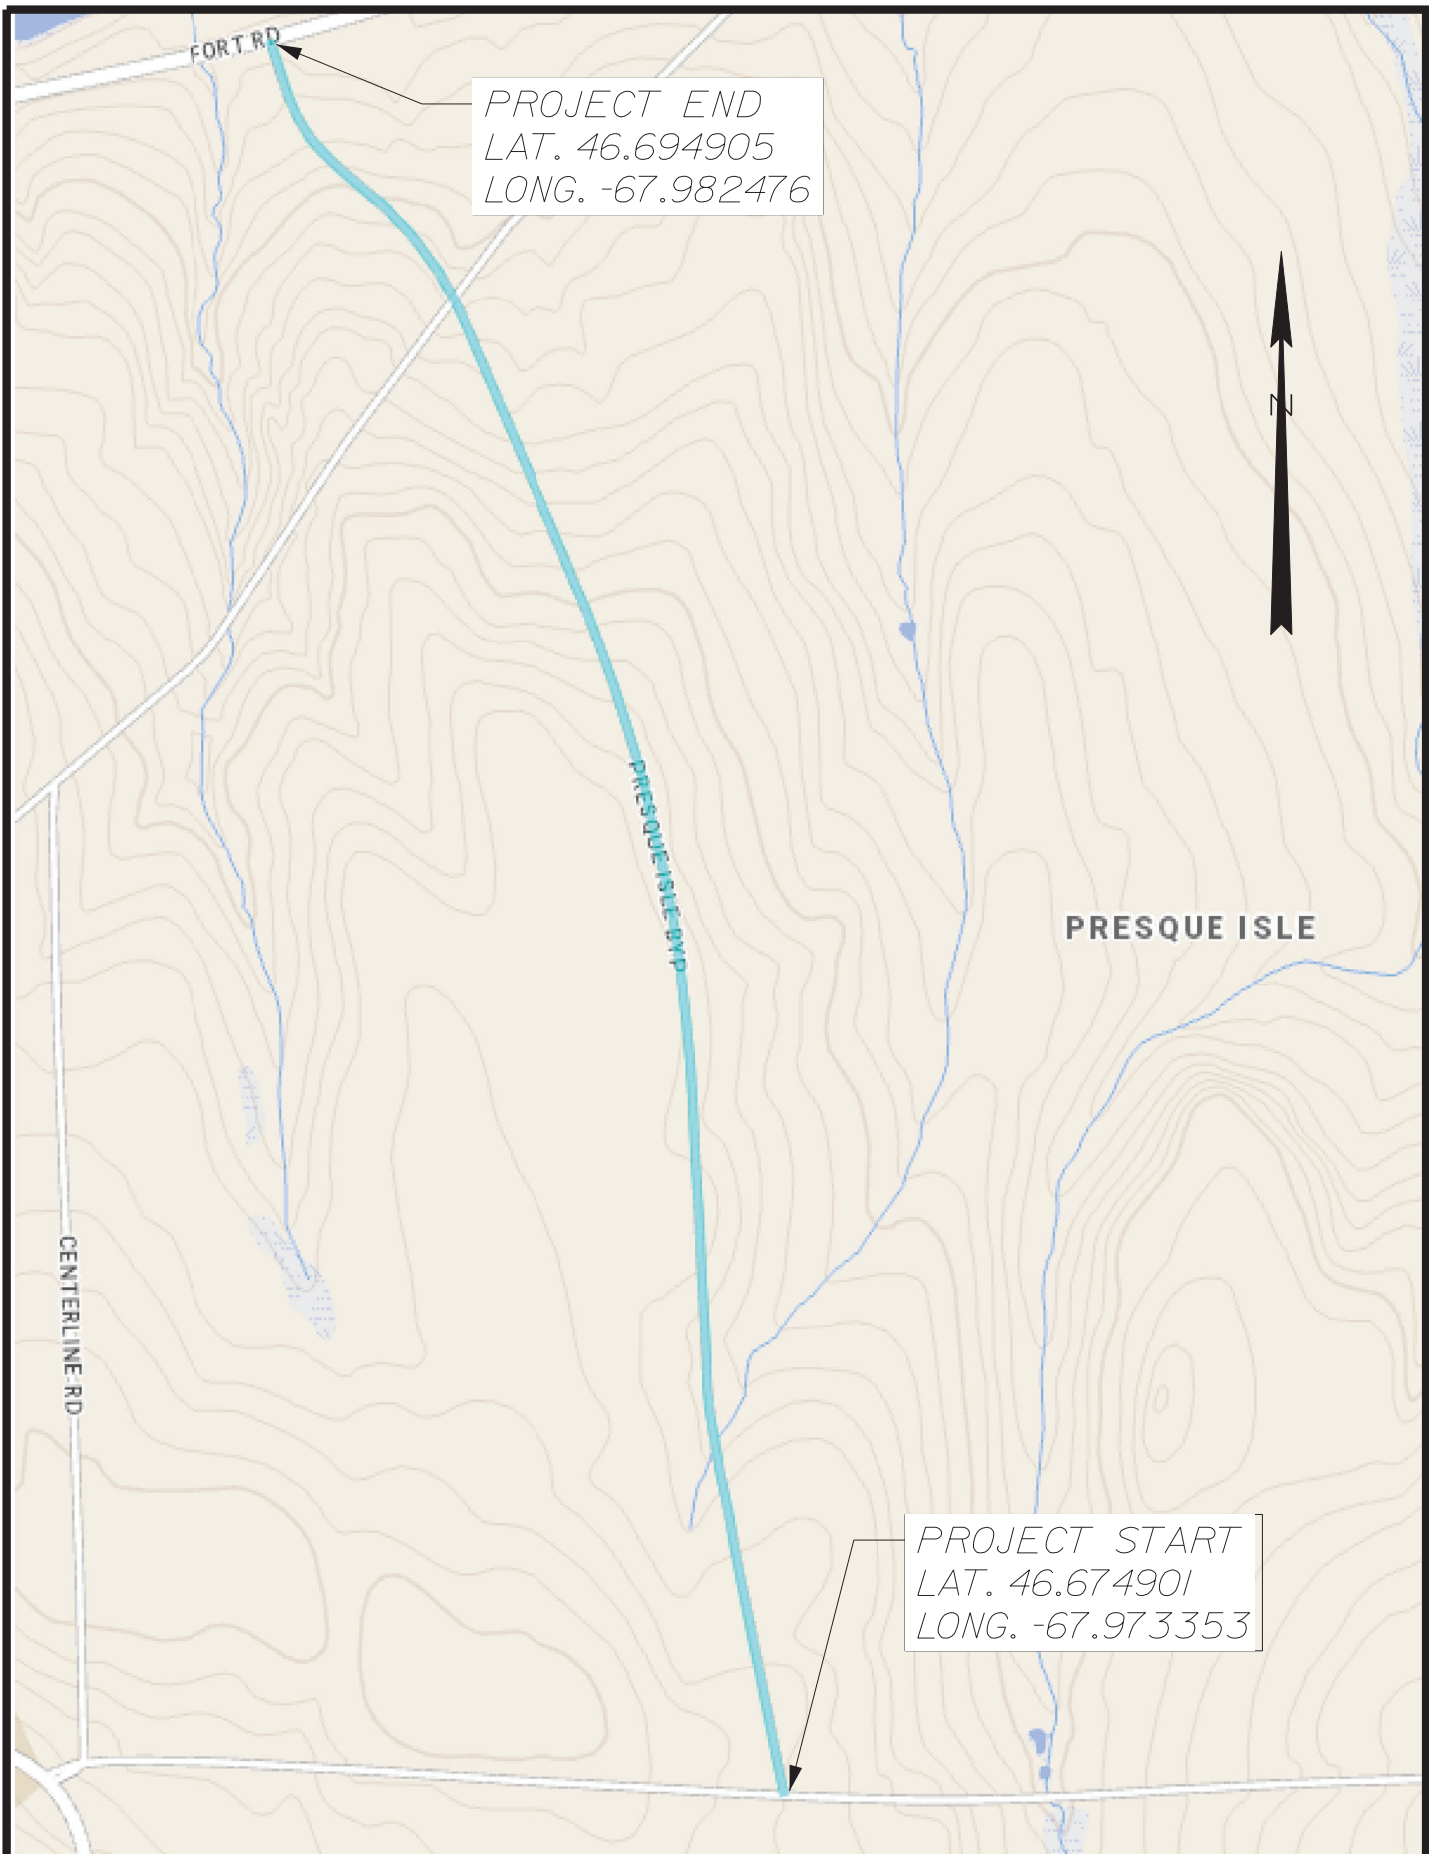 FORT RD
PROJECT END
LAT. 46.694905
LONG. -67.982476
N
PRESQUE ISLE BYP
PRESQUE ISLE
CENTERLINE RD
PROJECT START
LAT. 46.674901
LONG. -67.973353